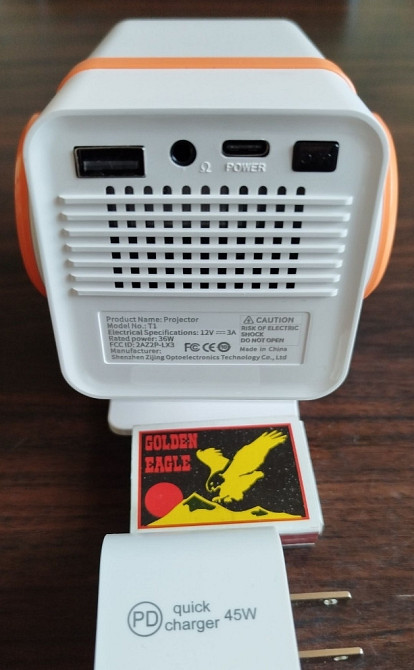 Ω POWER
Product Name: Projector
Model No.: T1
Electrical Specifications: 12V ⎓ 3A
Rated power: 36W
FCC ID: 2AZ2P-LX3
Manufacturer:
Shenzhen Zijing Optoelectronics Technology Co., Ltd
⚠ CAUTION
RISK OF ELECTRIC
SHOCK
DO NOT OPEN
FC CE
Made in China
GOLDEN
EAGLE
PD quick
charger 45W